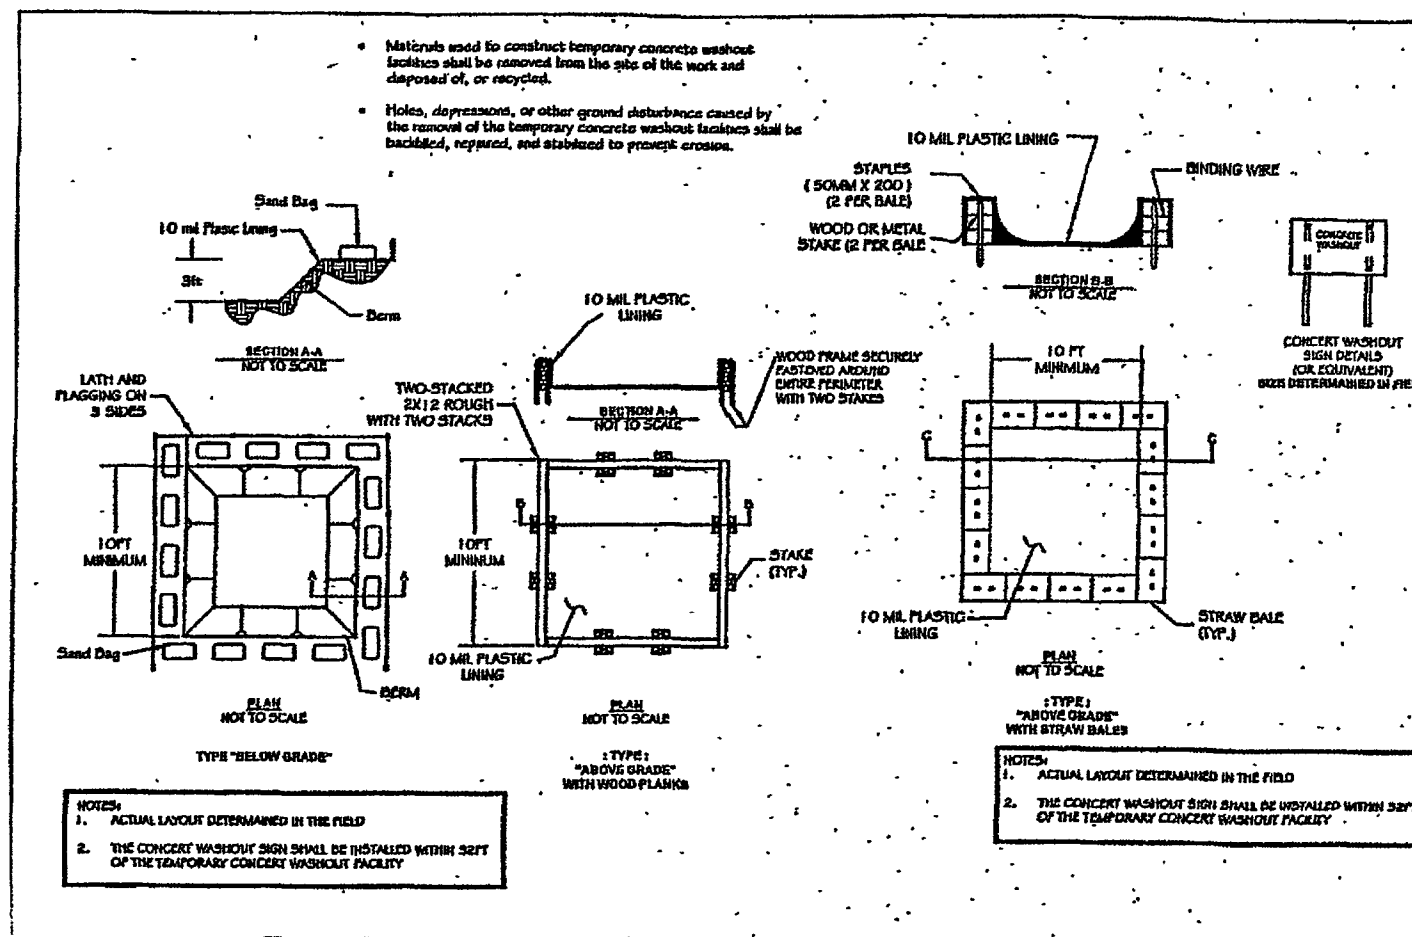 • Materials used to construct temporary concrete washout
facilities shall be removed from the site of the work and
disposed of, or recycled.
• Holes, depressions, or other ground disturbance caused by
the removal of the temporary concrete washout facilities shall be
backfilled, repaired, and stabilized to prevent erosion.
Sand Bag
10 mil Plasic Lining
3ft
Berm
SECTION A-A
NOT TO SCALE
LATH AND
FLAGGING ON
3 SIDES
10FT
MINIMUM
A
A
Sand Bag
BERM
PLAN
NOT TO SCALE
TYPE "BELOW GRADE"
NOTES:
1. ACTUAL LAYOUT DETERMINED IN THE FIELD
2. THE CONCERT WASHOUT SIGN SHALL BE INSTALLED WITHIN 32FT
OF THE TEMPORARY CONCERT WASHOUT FACILITY
10 MIL PLASTIC
LINING
TWO-STACKED
2X12 ROUGH
WITH TWO STACKS
SECTION A-A
NOT TO SCALE
WOOD FRAME SECURELY
FASTENED AROUND
ENTIRE PERIMETER
WITH TWO STAKES
10FT
MININUM
B
B
STAKE
(TYP.)
10 MIL PLASTIC
LINING
PLAN
NOT TO SCALE
: TYPE :
"ABOVE GRADE"
WITH WOOD PLANKS
10 MIL PLASTIC LINING
STAPLES
( 50MM X 200 )
(2 PER BALE)
BINDING WIRE
WOOD OR METAL
STAKE (2 PER BALE
SECTION B-B
NOT TO SCALE
CONCRETE
WASHOUT
CONCERT WASHOUT
SIGN DETAILS
(OR EQUIVALENT)
SIZE DETERMAINED IN FIE
10 FT
MINIMUM
C
C
10 MIL PLASTIC
LINING
STRAW BALE
(TYP.)
PLAN
NOT TO SCALE
: TYPE :
"ABOVE GRADE"
WITH STRAW BALES
NOTES:
1. ACTUAL LAYOUT DETERMINED IN THE FIELD
2. THE CONCERT WASHOUT SIGN SHALL BE INSTALLED WITHIN 32F
OF THE TEMPORARY CONCERT WASHOUT FACILITY